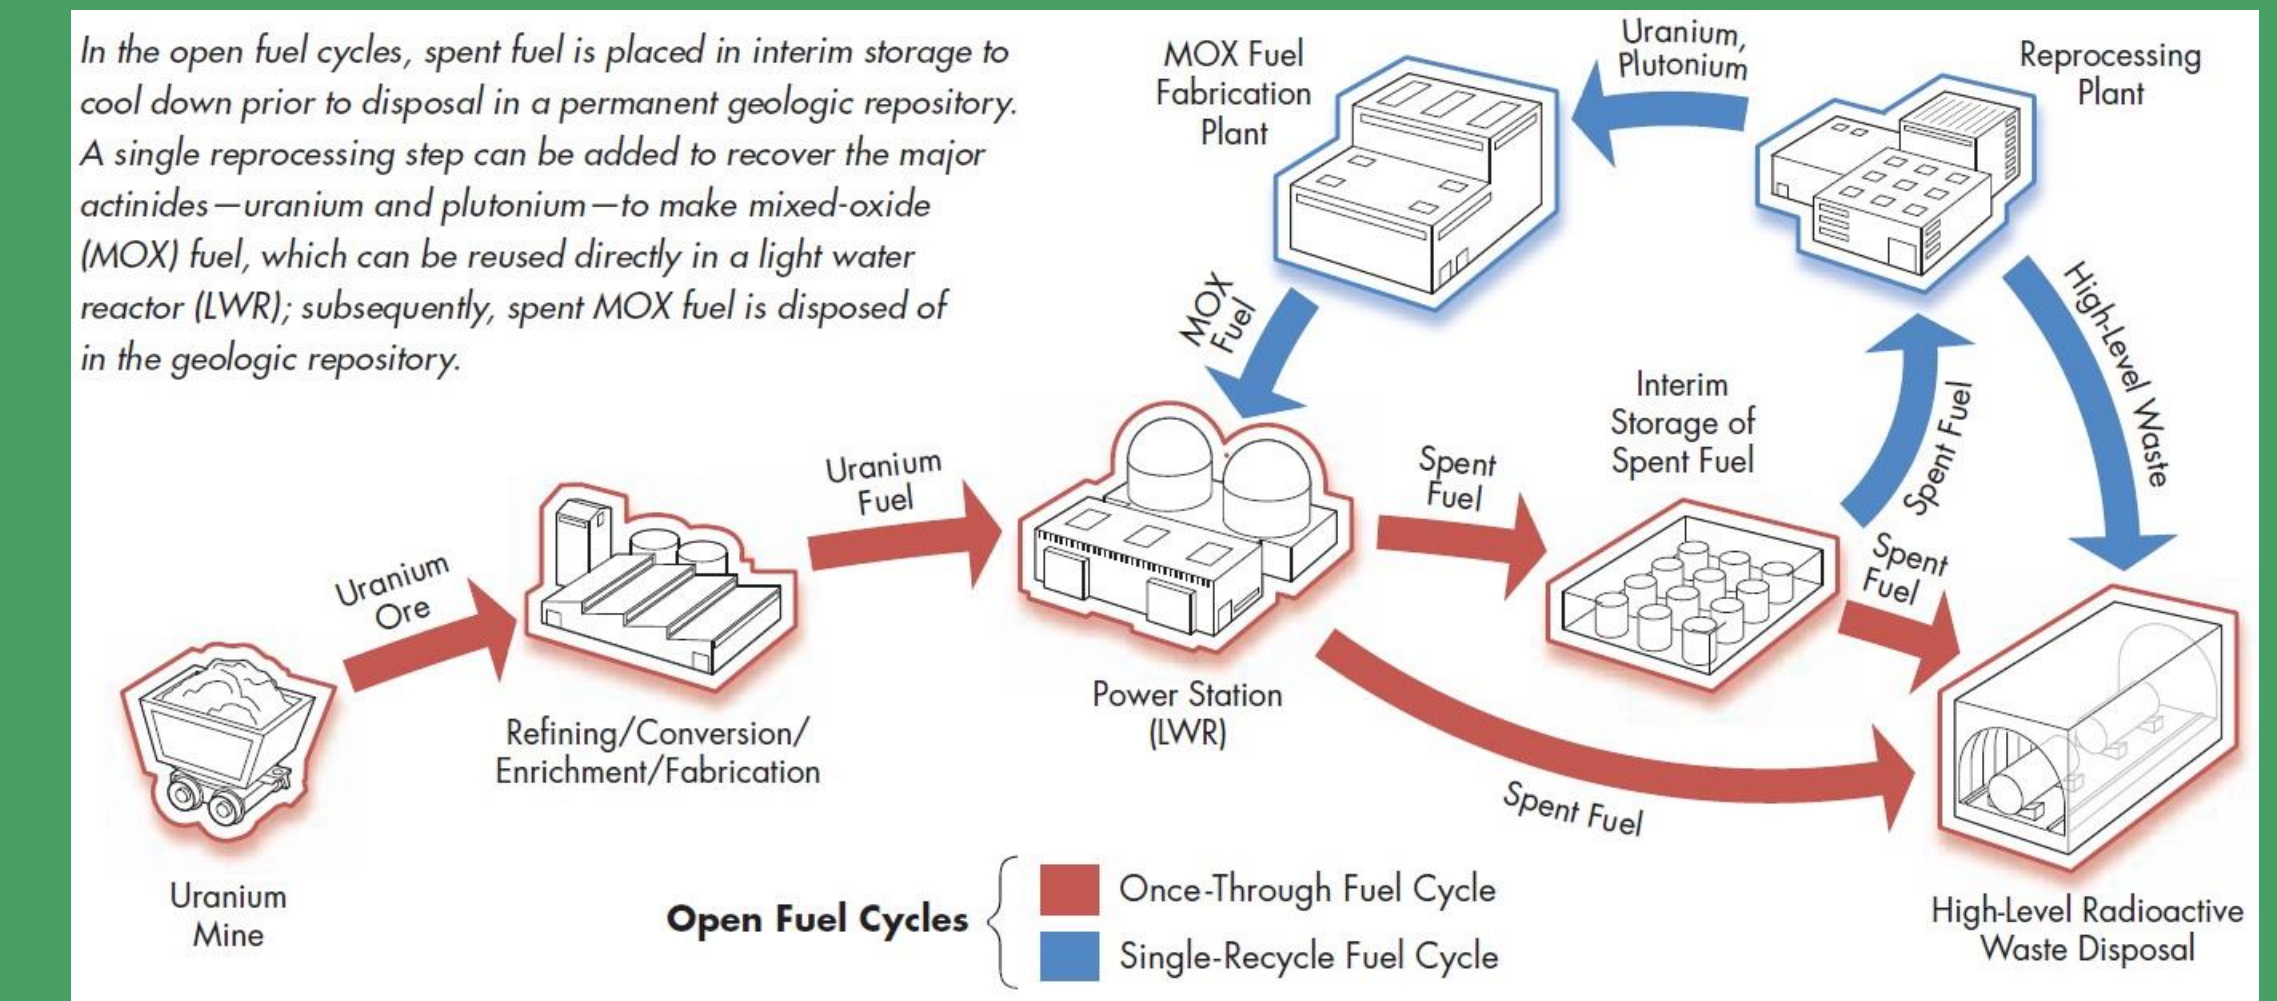 In the open fuel cycles, spent fuel is placed in interim storage to
cool down prior to disposal in a permanent geologic repository.
A single reprocessing step can be added to recover the major
actinides—uranium and plutonium—to make mixed-oxide
(MOX) fuel, which can be reused directly in a light water
reactor (LWR); subsequently, spent MOX fuel is disposed of
in the geologic repository.
MOX Fuel
Fabrication
Plant
Uranium,
Plutonium
Reprocessing
Plant
MOX
Fuel
High-Level Waste
Interim
Storage of
Spent Fuel
Spent Fuel
Uranium
Ore
Uranium
Fuel
Spent
Fuel
Spent
Fuel
Refining/Conversion/
Enrichment/Fabrication
Power Station
(LWR)
Spent Fuel
Uranium
Mine
High-Level Radioactive
Waste Disposal
Open Fuel Cycles
Once-Through Fuel Cycle
Single-Recycle Fuel Cycle